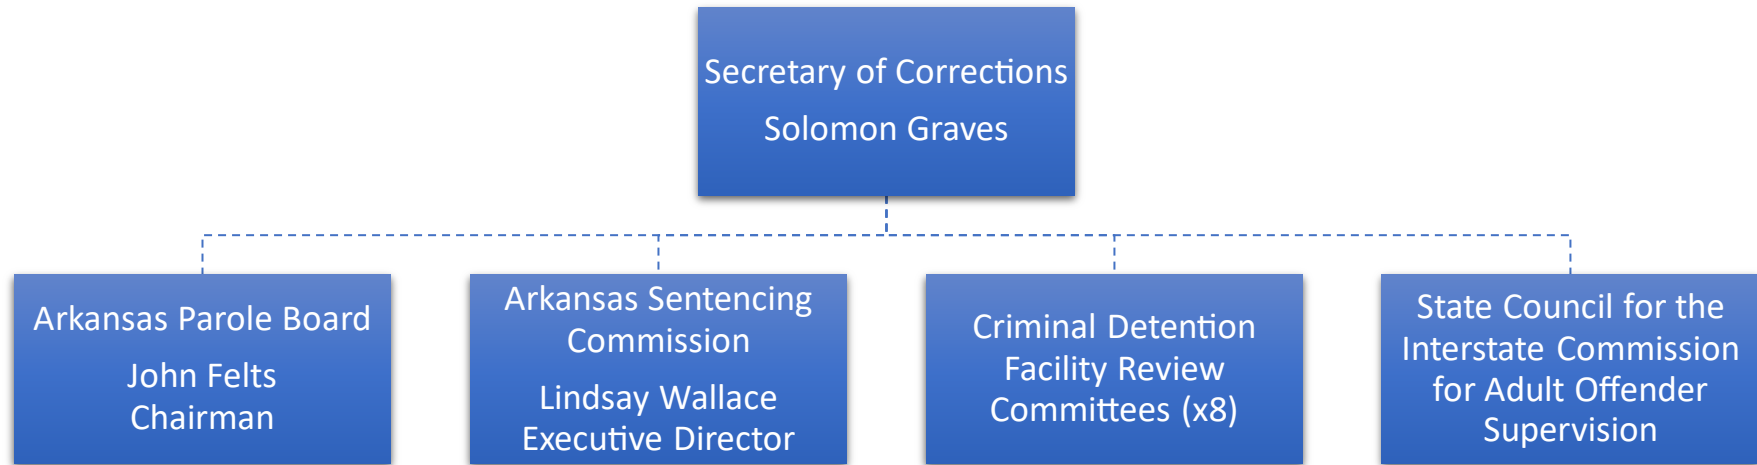 Secretary of Corrections
Solomon Graves
Arkansas Parole Board
John Felts
Chairman
Arkansas Sentencing
Commission
Lindsay Wallace
Executive Director
Criminal Detention
Facility Review
Committees (x8)
State Council for the
Interstate Commission
for Adult Offender
Supervision